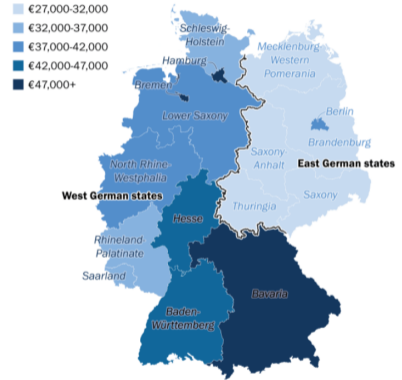 €27,000-32,000
€32,000-37,000
€37,000-42,000
€42,000-47,000
€47,000+
Schleswig-
Holstein
Mecklenburg
Western
Pomerania
Hamburg
Bremen
Lower Saxony
Berlin
Brandenburg
Saxony
Anhalt
East German states
North Rhine-
Westphalia
West German states
Saxony
Thuringia
Hesse
Rhineland
Palatinate
Saarland
Bavaria
Baden-
Württemberg